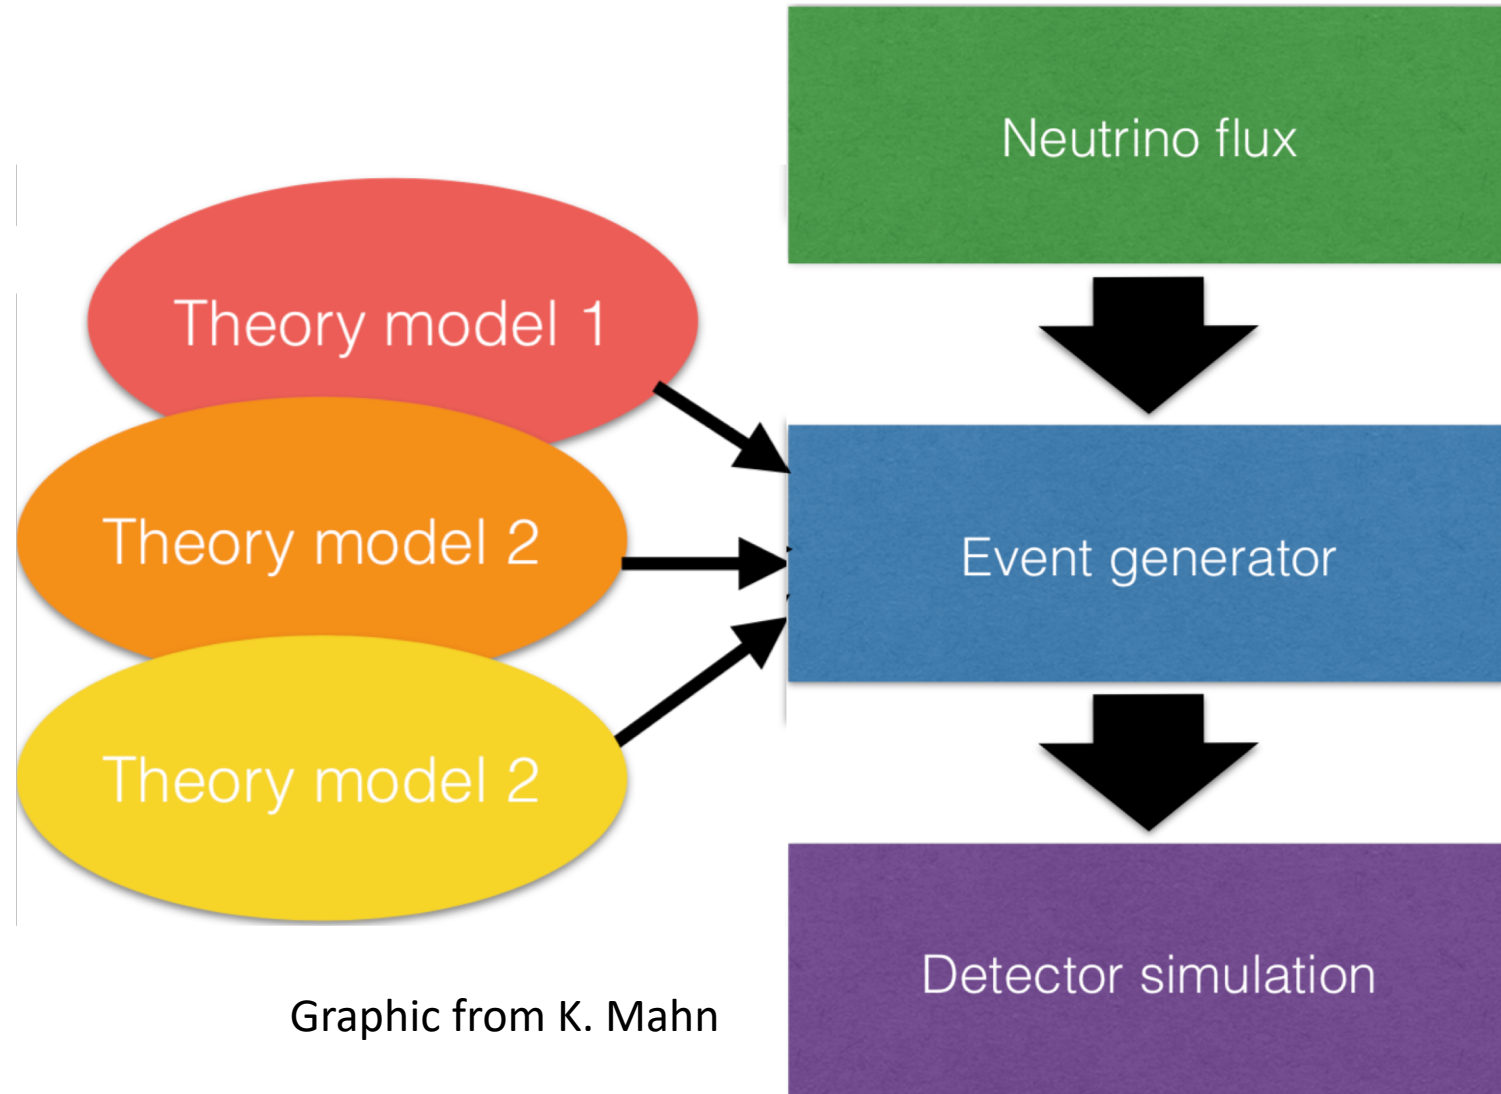 Neutrino flux
Theory model 1
Theory model 2
Event generator
Theory model 2
Detector simulation
Graphic from K. Mahn